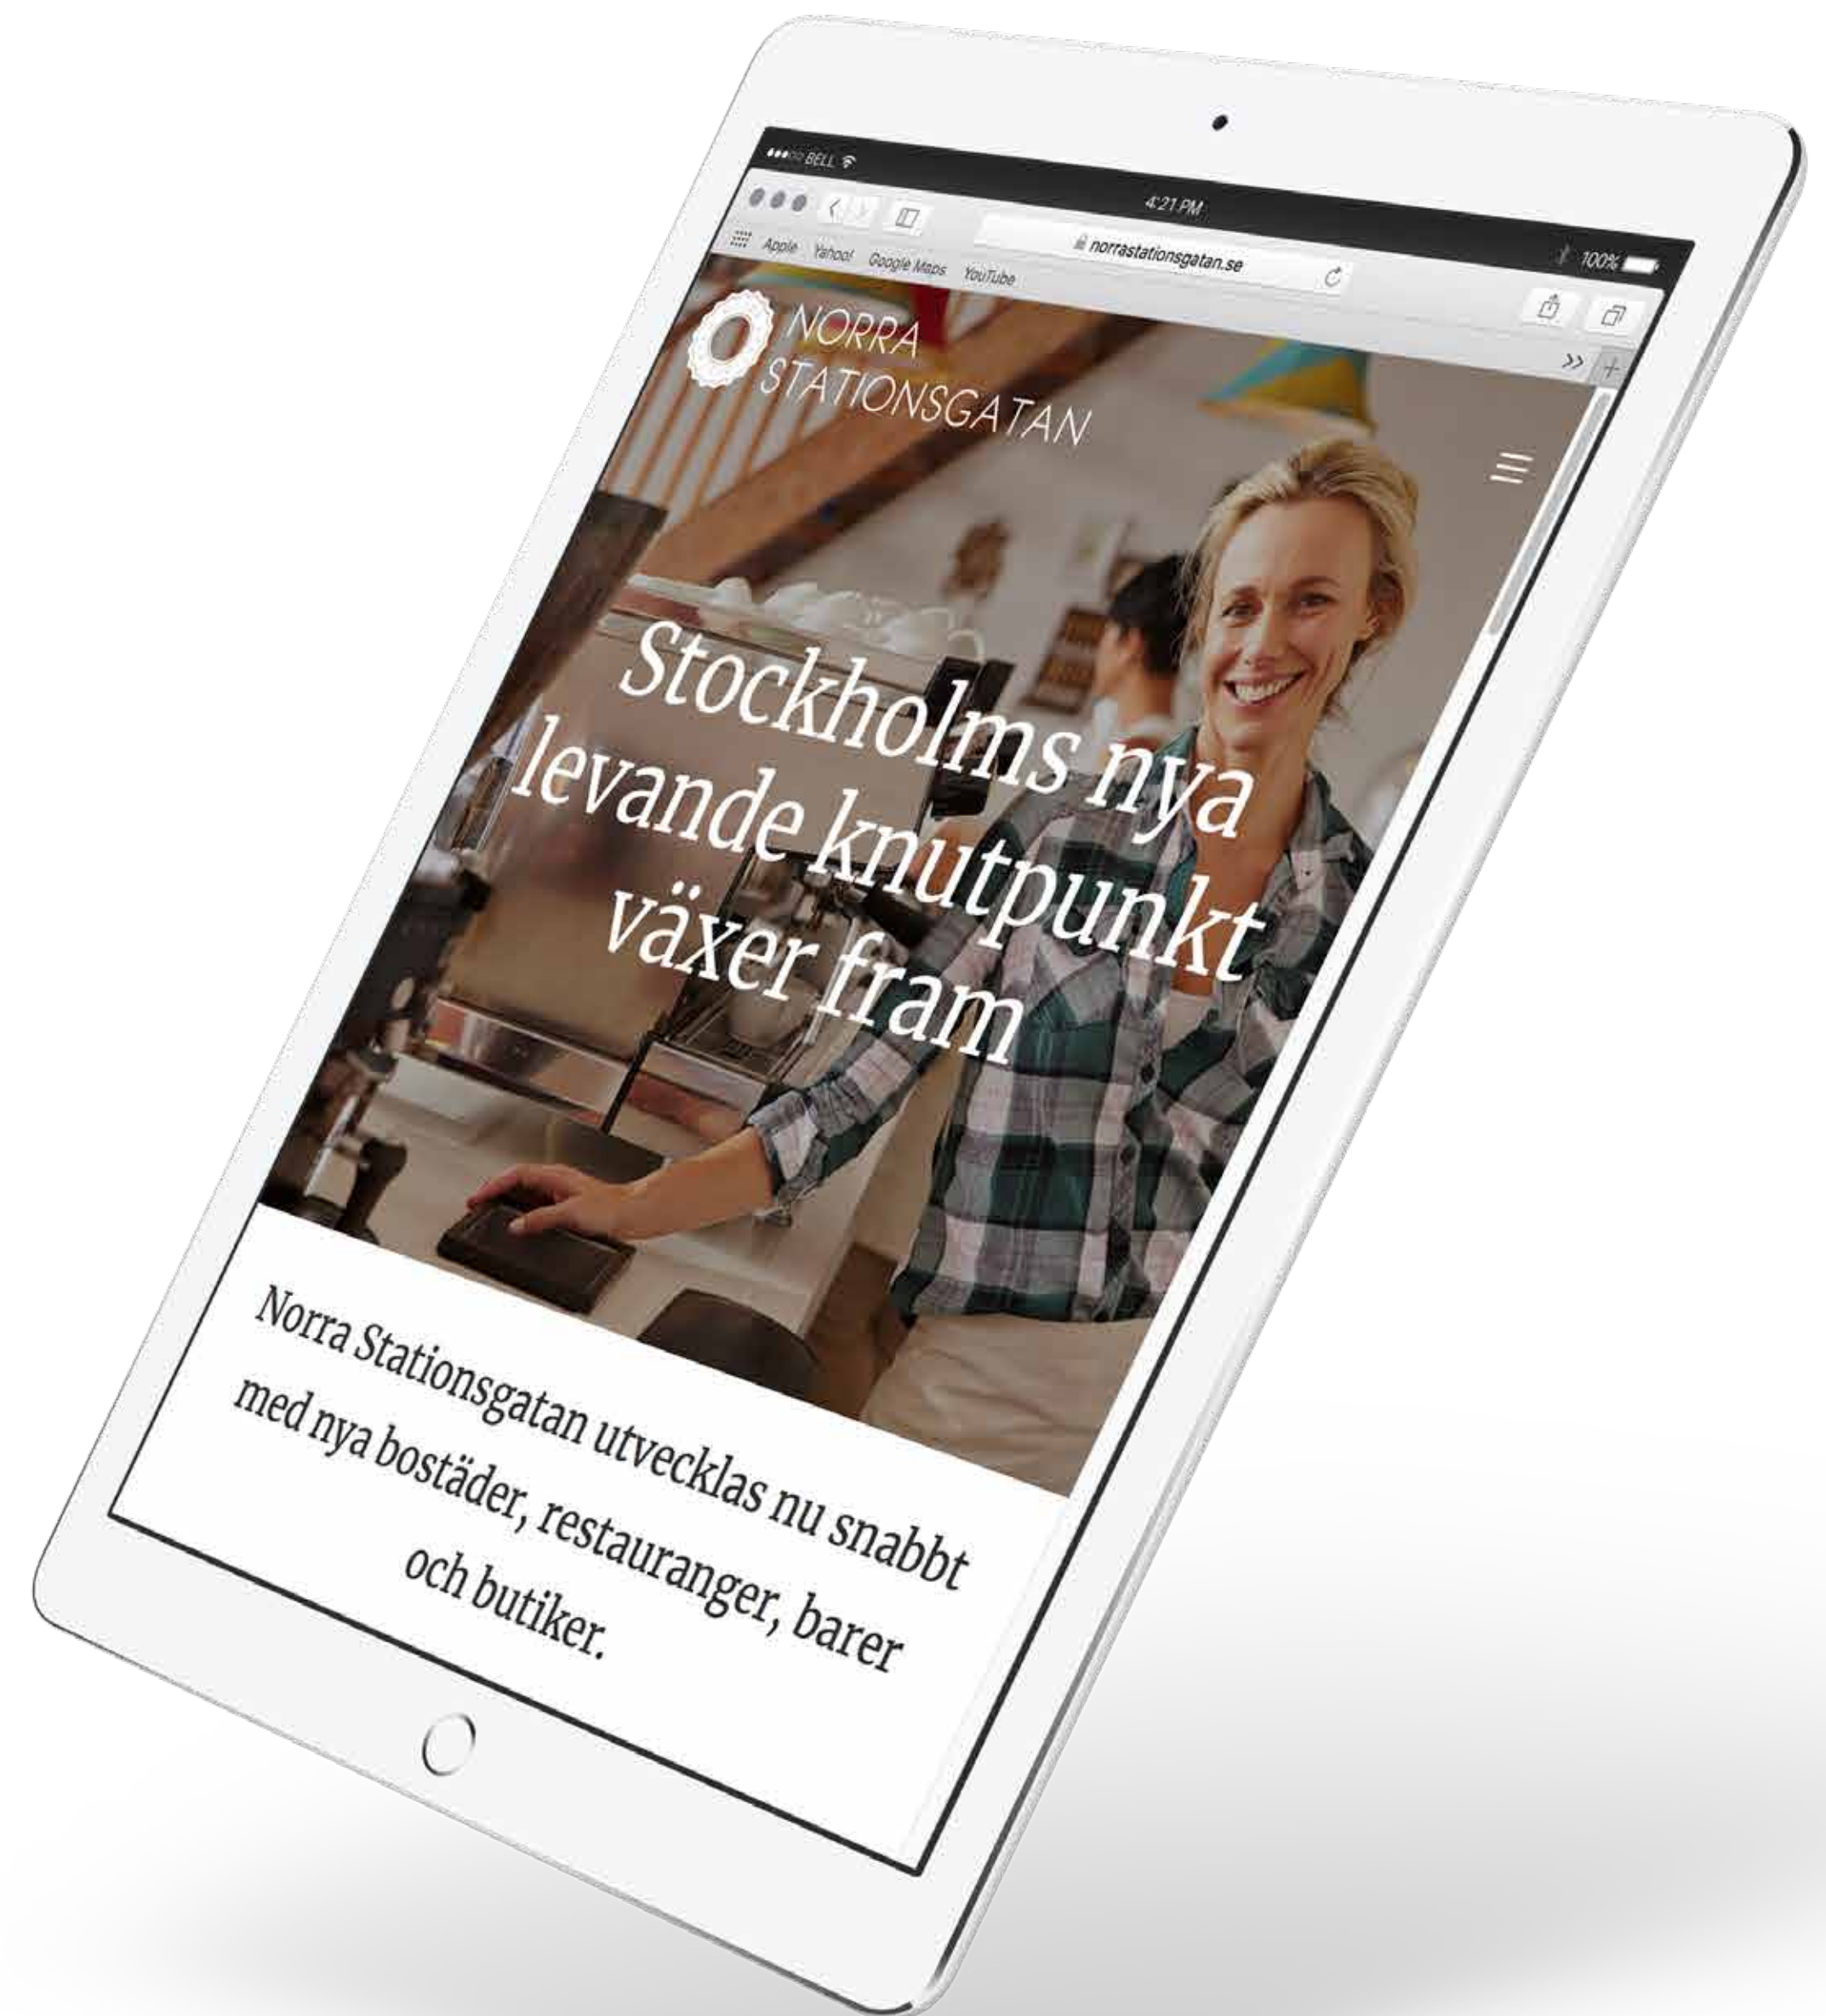 BELL
4:21 PM
100%
norrastationsgatan.se
Apple Yahoo! Google Maps YouTube
NORRA
STATIONSGATAN
Stockholms nya
levande knutpunkt
växer fram
Norra Stationsgatan utvecklas nu snabbt
med nya bostäder, restauranger, barer
och butiker.